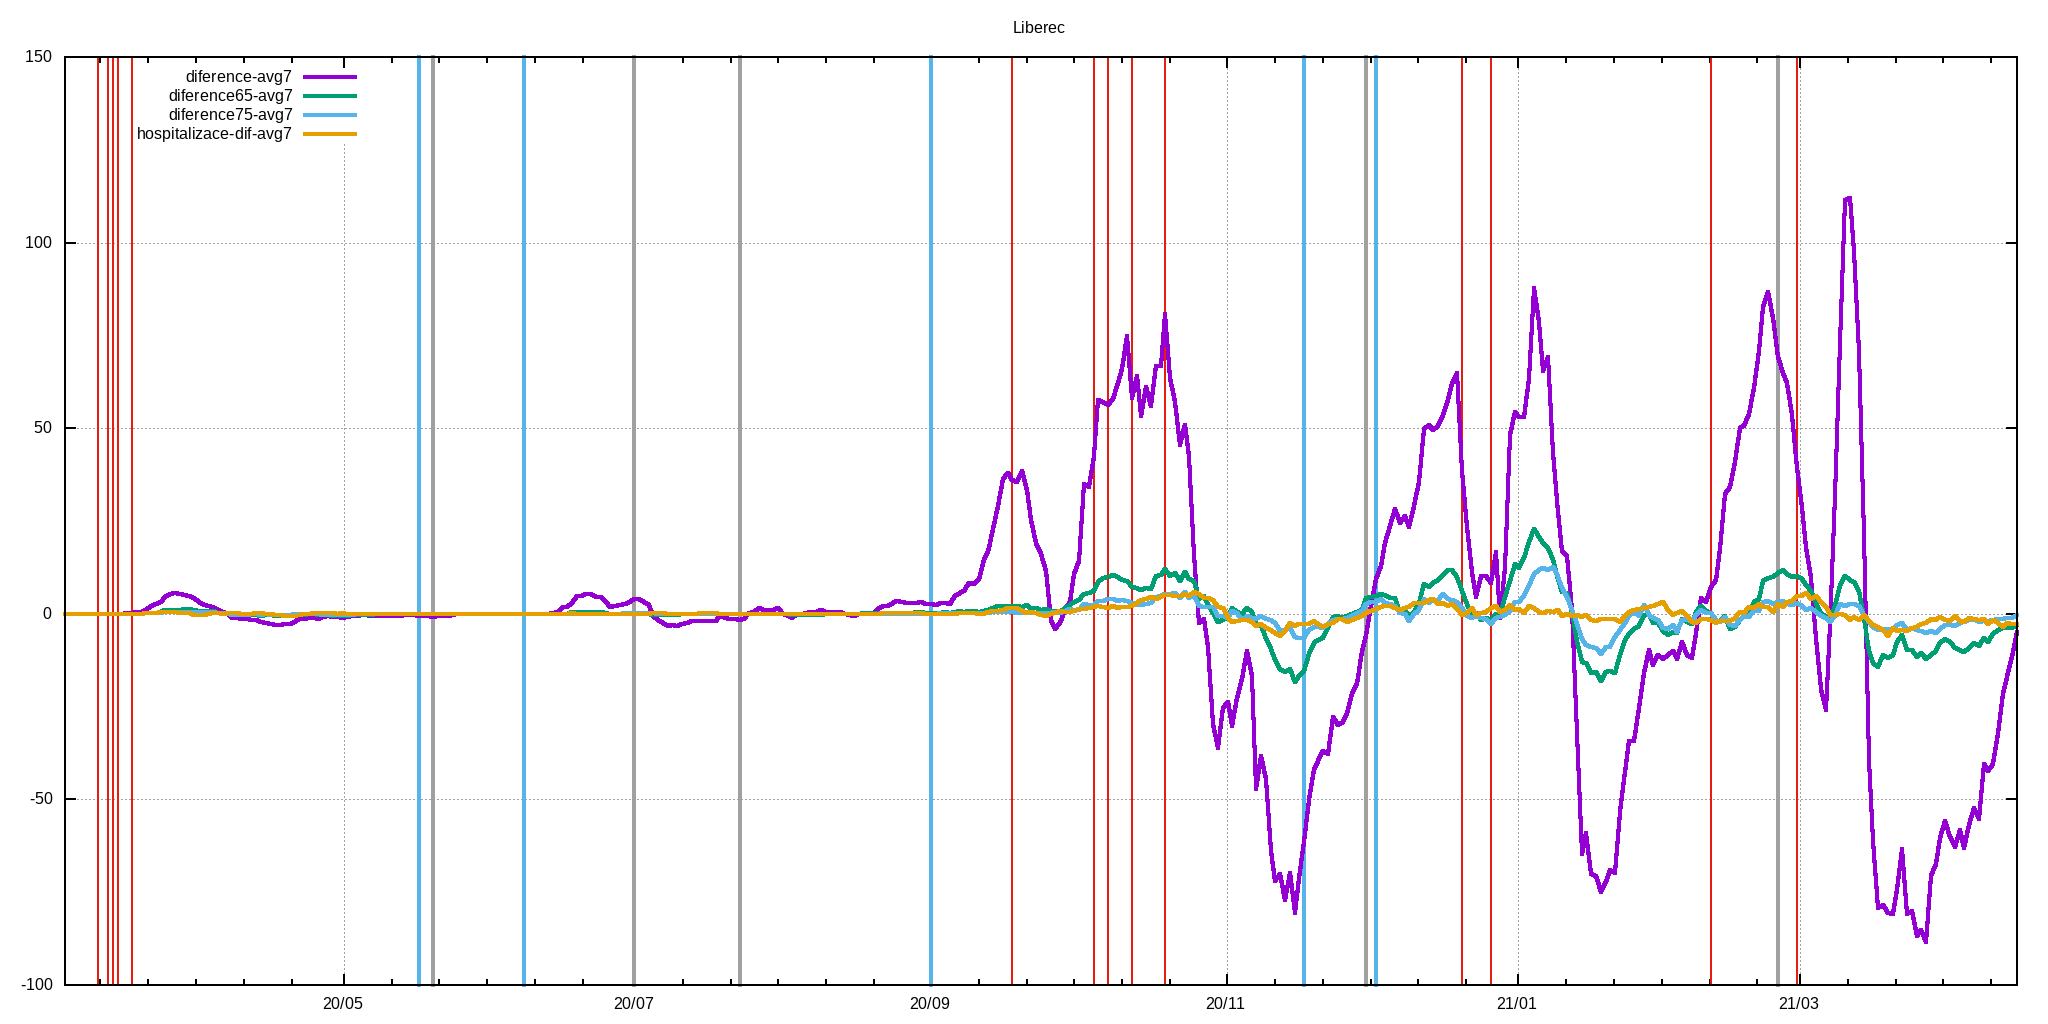 Liberec
150
diference-avg7
diference65-avg7
diference75-avg7
hospitalizace-dif-avg7
100
50
0
-50
-100
20/05 20/07 20/09 20/11 21/01 21/03